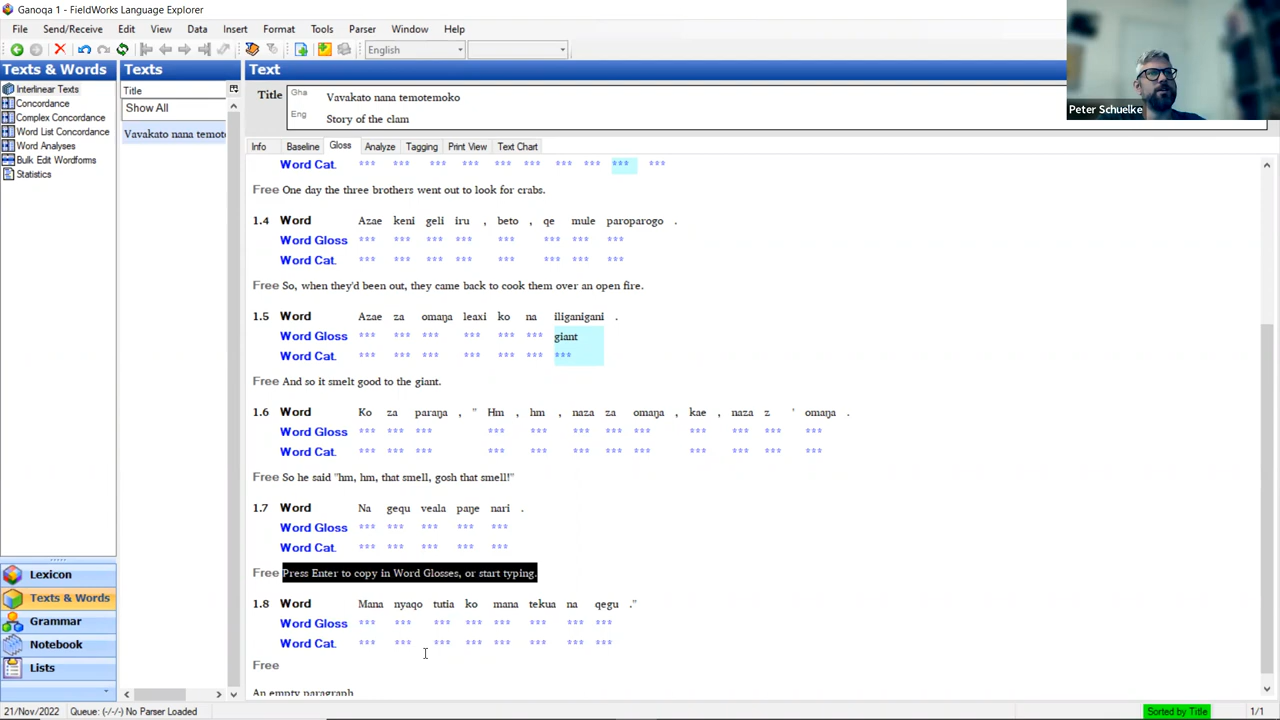 Ganoqa 1 - FieldWorks Language Explorer
File Send/Receive Edit View Data Insert Format Tools Parser Window Help
English
Texts & Words
Interlinear Texts
Concordance
Complex Concordance
Word List Concordance
Word Analyses
Bulk Edit Wordforms
Statistics
Lexicon
Texts & Words
Grammar
Notebook
Lists
Texts
Title
Show All
Vavakato nana temot
Text
Title
Gha Vavakato nana temotemoko
Eng Story of the clam
Peter Schuelke
Info Baseline Gloss Analyze Tagging Print View Text Chart
Word Cat. *** *** *** *** *** *** *** *** *** ***
Free One day the three brothers went out to look for crabs.
1.4 Word Azae keni geli iru , beto , qe mule paroparogo .
Word Gloss *** *** *** *** *** *** *** ***
Word Cat. *** *** *** *** *** *** *** ***
Free So, when they'd been out, they came back to cook them over an open fire.
1.5 Word Azae za omaŋa leaxi ko na iliganigani .
Word Gloss *** *** *** *** *** *** giant
Word Cat. *** *** *** *** *** *** ***
Free And so it smelt good to the giant.
1.6 Word Ko za paraŋa , " Hm , hm , naza za omaŋa , kae , naza z ' omaŋa .
Word Gloss *** *** *** *** *** *** *** *** *** *** *** ***
Word Cat. *** *** *** *** *** *** *** *** *** *** *** ***
Free So he said "hm, hm, that smell, gosh that smell!"
1.7 Word Na gequ veala paŋe nari .
Word Gloss *** *** *** *** ***
Word Cat. *** *** *** *** ***
Free Press Enter to copy in Word Glosses, or start typing.
1.8 Word Mana nyaqo tutia ko mana tekua na qegu ."
Word Gloss *** *** *** *** *** *** *** ***
Word Cat. *** *** *** *** *** *** *** ***
Free
An empty paragraph
21/Nov/2022 Queue: (-/-/-) No Parser Loaded Sorted by Title 1/1